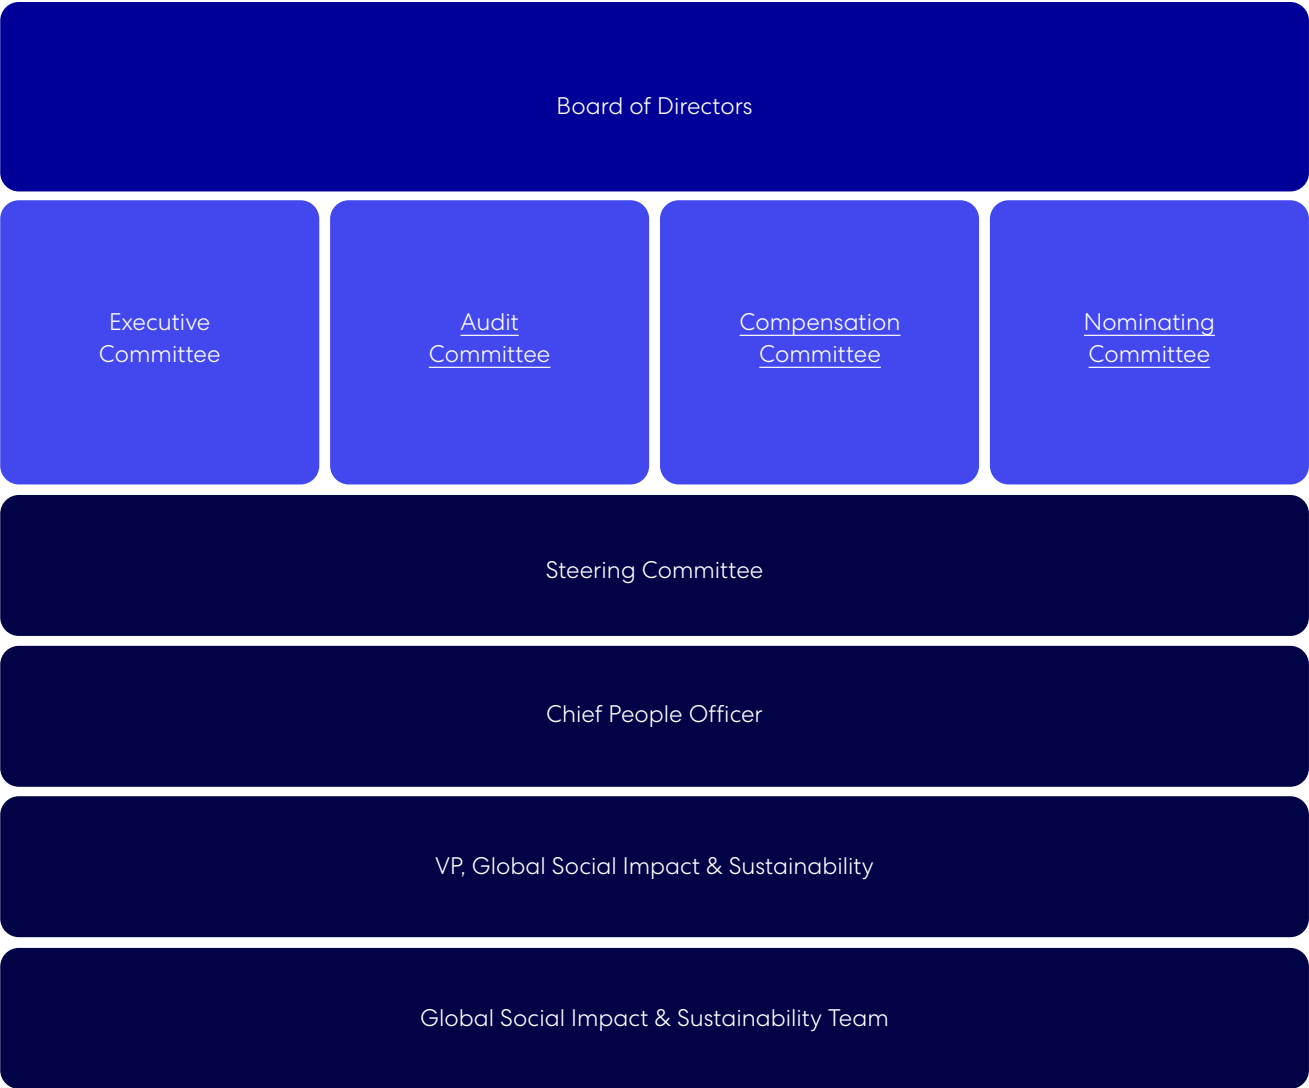 Board of Directors
Executive
Committee
Audit
Committee
Compensation
Committee
Nominating
Committee
Steering Committee
Chief People Officer
VP, Global Social Impact & Sustainability
Global Social Impact & Sustainability Team